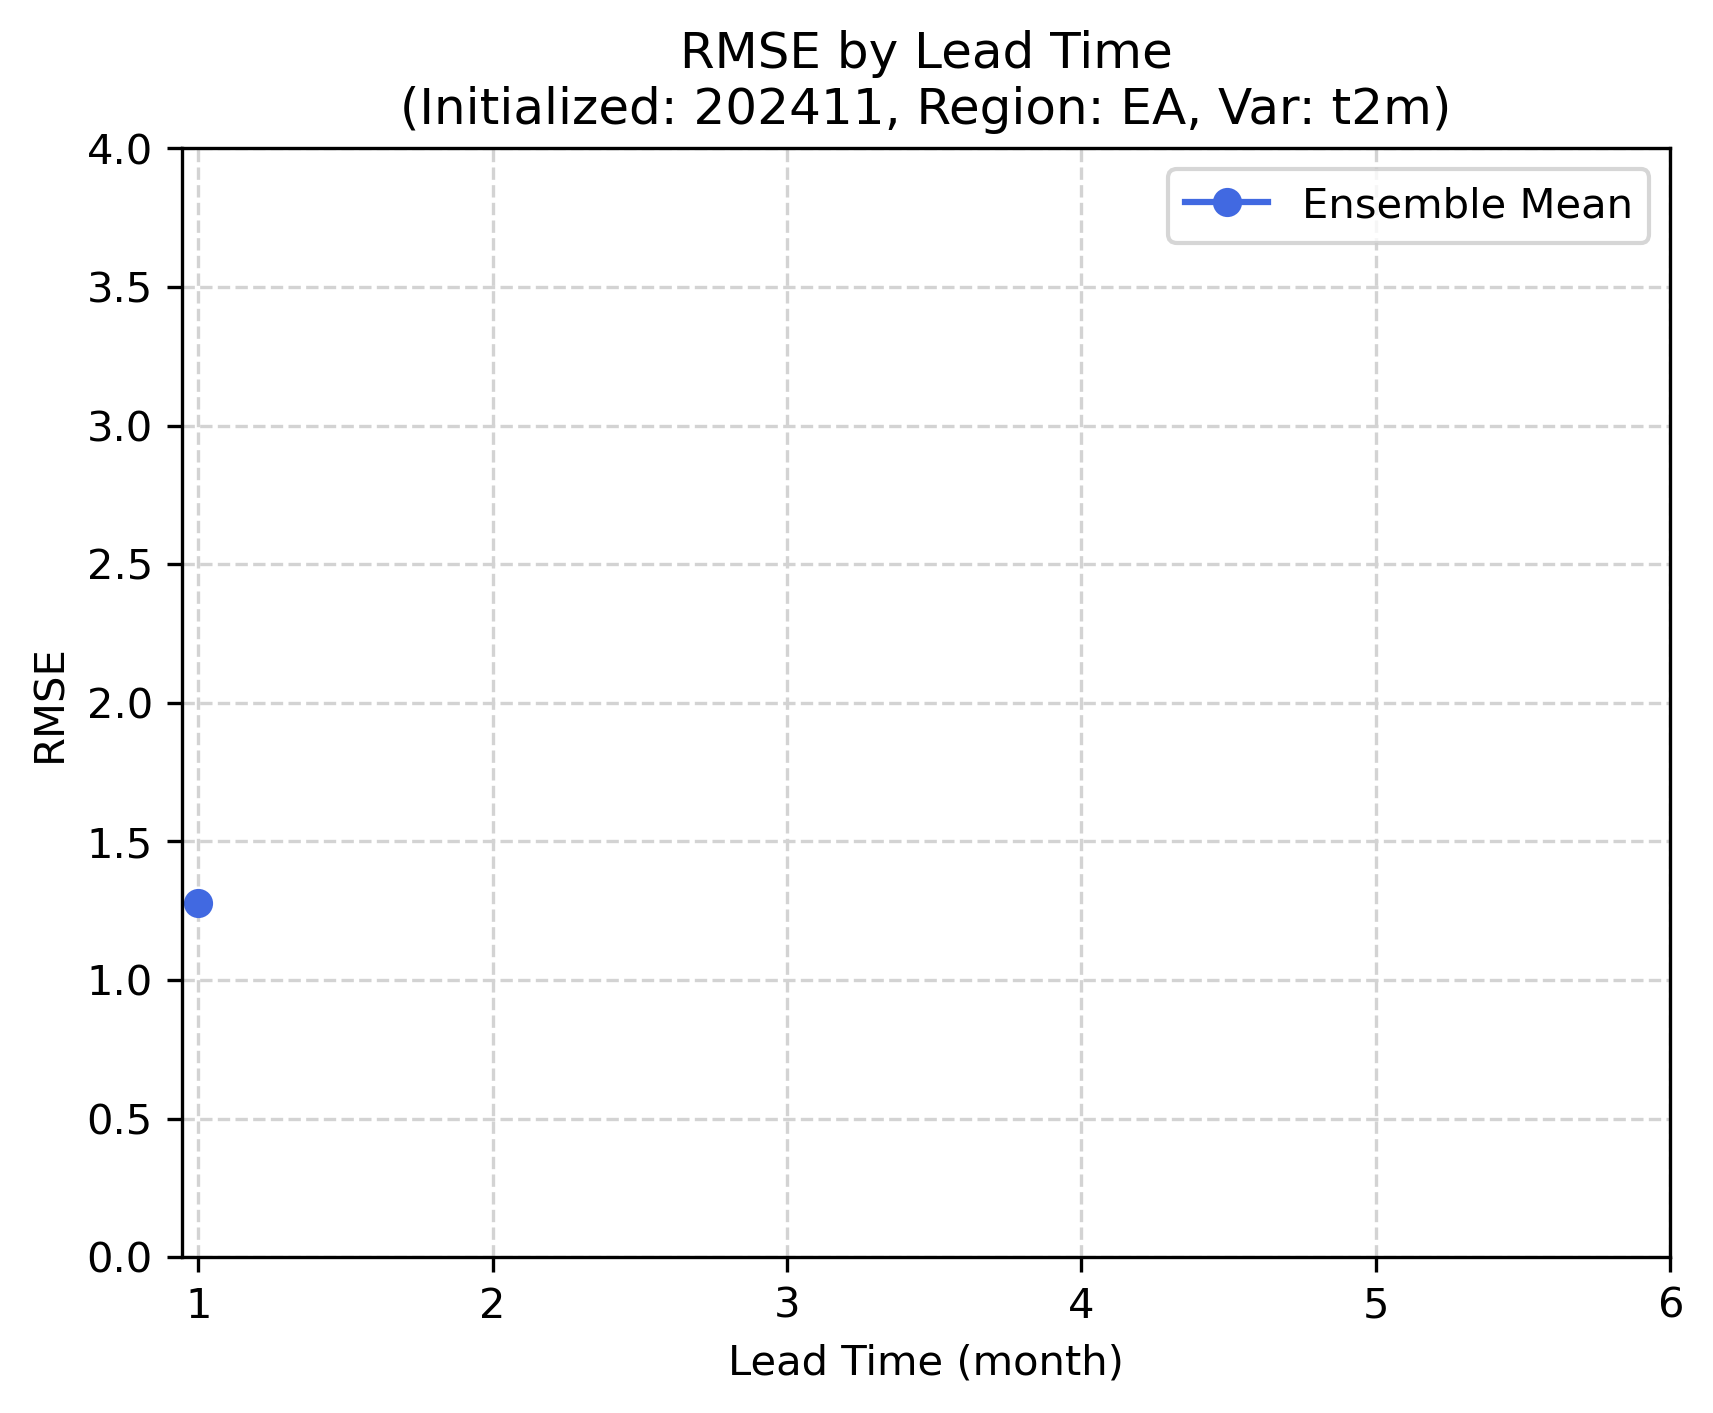 RMSE by Lead Time
(Initialized: 202411, Region: EA, Var: t2m)
Ensemble Mean
RMSE
4.0
3.5
3.0
2.5
2.0
1.5
1.0
0.5
0.0
1 2 3 4 5 6
Lead Time (month)